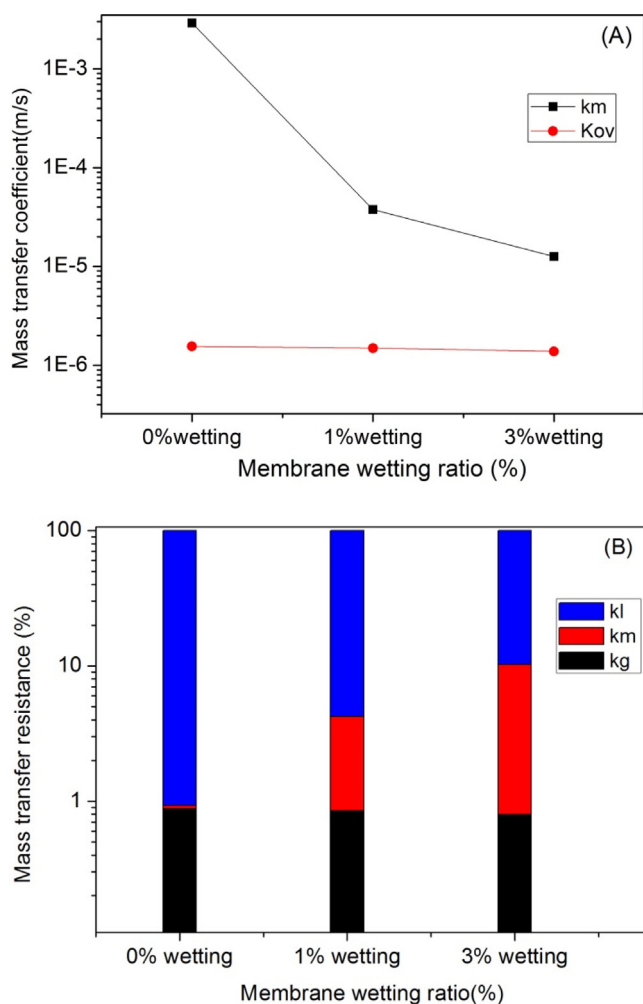 (A)
Mass transfer coefficient(m/s)
1E-3
1E-4
1E-5
1E-6
km
Kov
0%wetting 1%wetting 3%wetting
Membrane wetting ratio (%)
(B)
Mass transfer resistance (%)
100
10
1
kl
km
kg
0% wetting 1% wetting 3% wetting
Membrane wetting ratio(%)